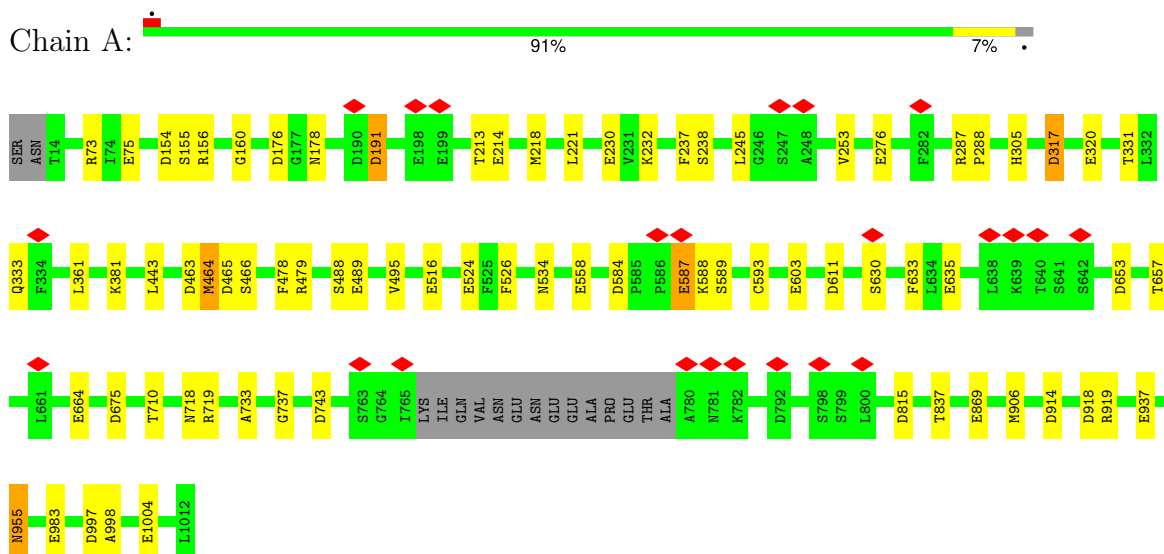 Chain A:
91% 7%
SER ASN T14 R73 I74 E75 D154 S155 R156 G160 D176 G177 N178 D190 D191 E198 E199 T213 E214 M218 L221 E230 V231 K232 F237 S238 L245 G246 S247 A248 V253 E276 F282 R287 P288 H305 D317 E320 T331 L332
Q333 F334 L361 K381 L443 D463 M464 D465 S466 F478 R479 S488 E489 V495 E516 E524 F525 F526 N534 E558 D584 P585 P586 E587 K588 S589 C593 E603 D611 S630 F633 L634 E635 L638 K639 T640 S641 S642 D653 T657
L661 E664 D675 T710 N718 R719 A733 G737 D743 S763 G764 I765 LYS ILE GLN VAL ASN GLU ASN GLU GLU ALA PRO GLU THR ALA A780 N781 K782 D792 S798 S799 L800 D815 T837 E869 M906 D914 D918 R919 E937
N955 E983 D997 A998 E1004 L1012